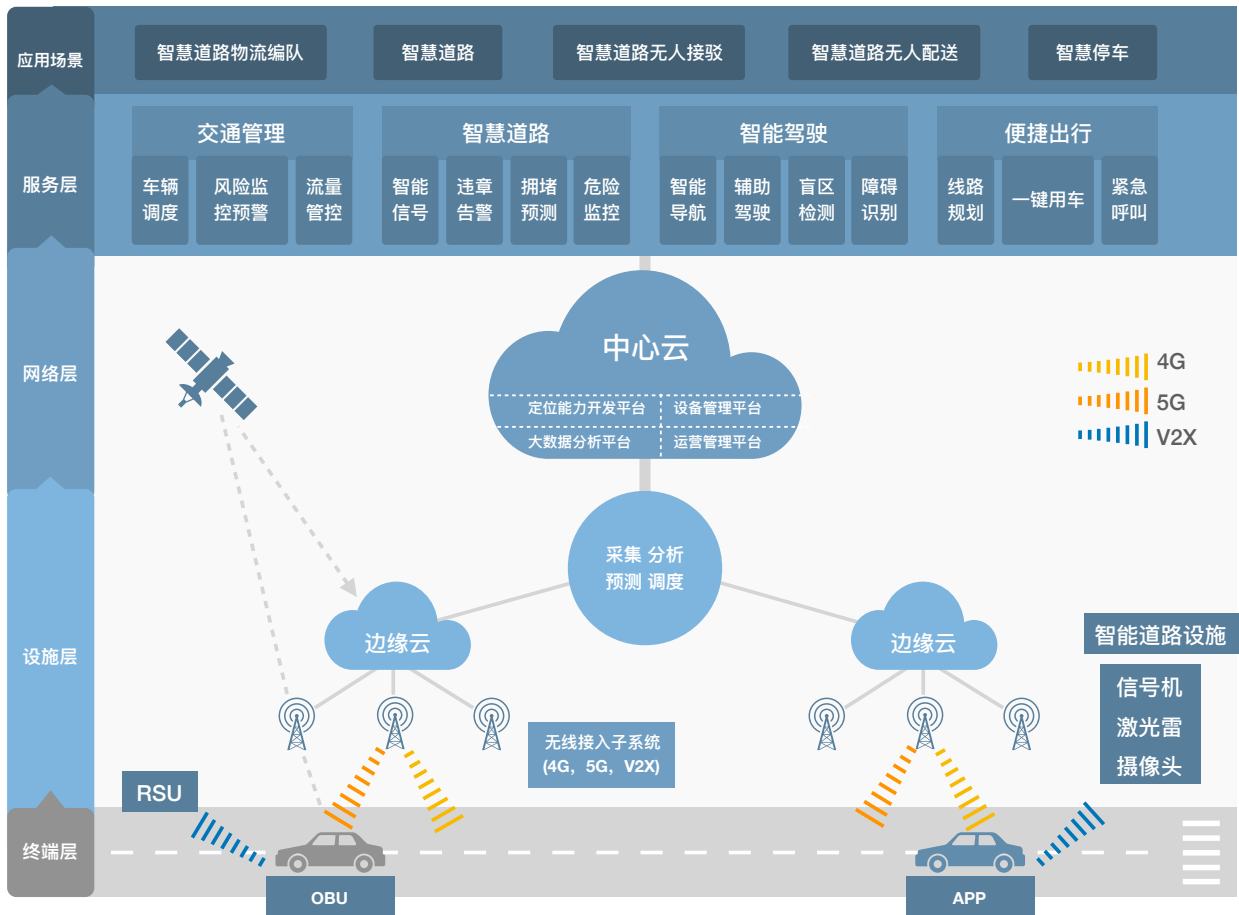 应用场景
智慧道路物流编队
智慧道路
智慧道路无人接驳
智慧道路无人配送
智慧停车
服务层
交通管理
车辆
调度
风险监
控预警
流量
管控
智慧道路
智能
信号
违章
告警
拥堵
预测
危险
监控
智能驾驶
智能
导航
辅助
驾驶
盲区
检测
障碍
识别
便捷出行
线路
规划
一键用车
紧急
呼叫
网络层
中心云
定位能力开发平台
设备管理平台
大数据分析平台
运营管理平台
4G
5G
V2X
设施层
采集 分析
预测 调度
边缘云
边缘云
智能道路设施
信号机
激光雷
摄像头
无线接入子系统
(4G，5G，V2X)
RSU
终端层
OBU
APP